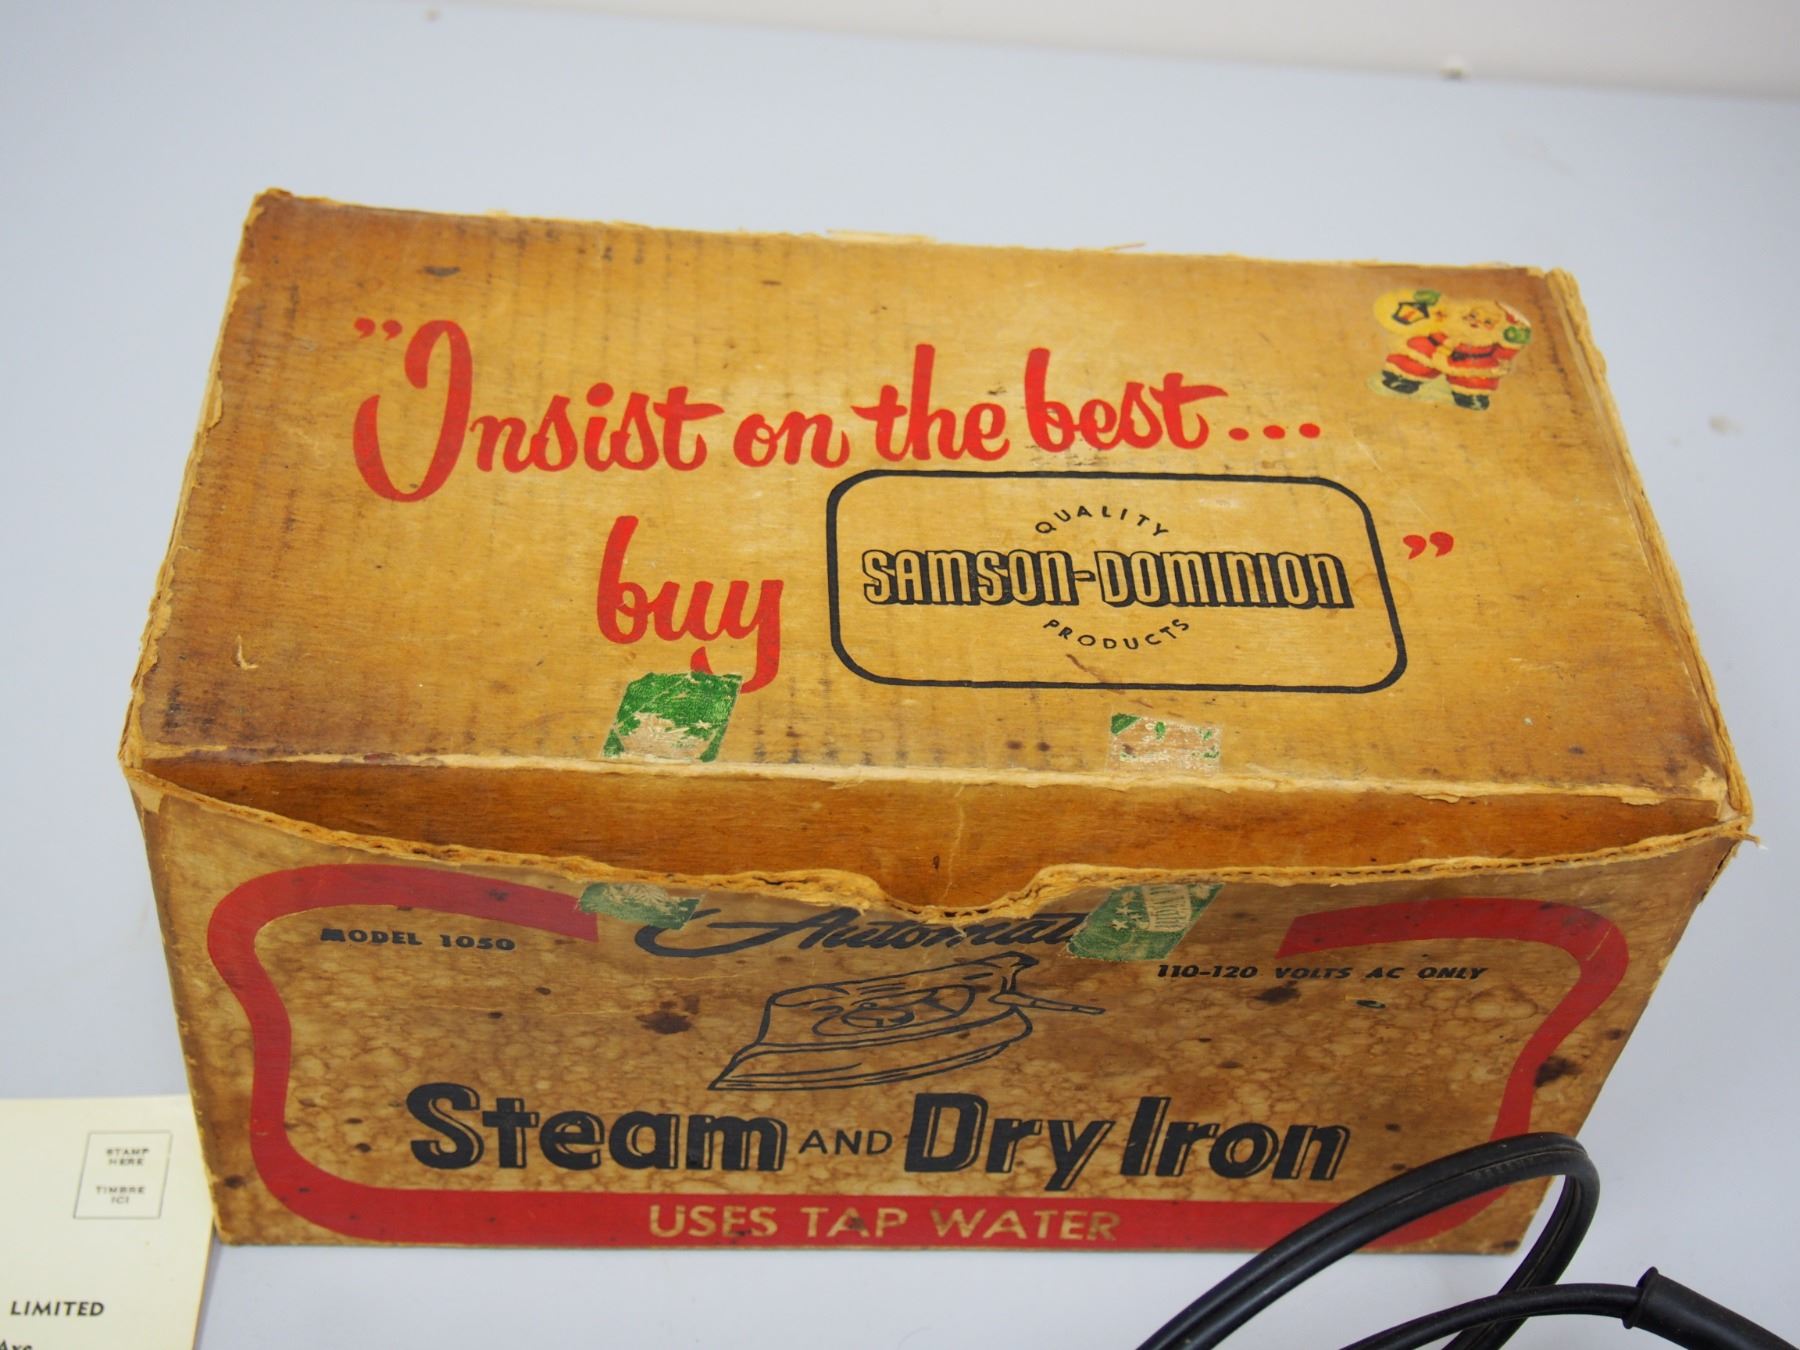 "Insist on the best...
buy
QUALITY
SAMSON-DOMINION
PRODUCTS"
MODEL 1050
110-120 VOLTS AC ONLY
Steam AND Dry Iron
USES TAP WATER
STAMP
HERE
TIMBRE
ICI
LIMITED